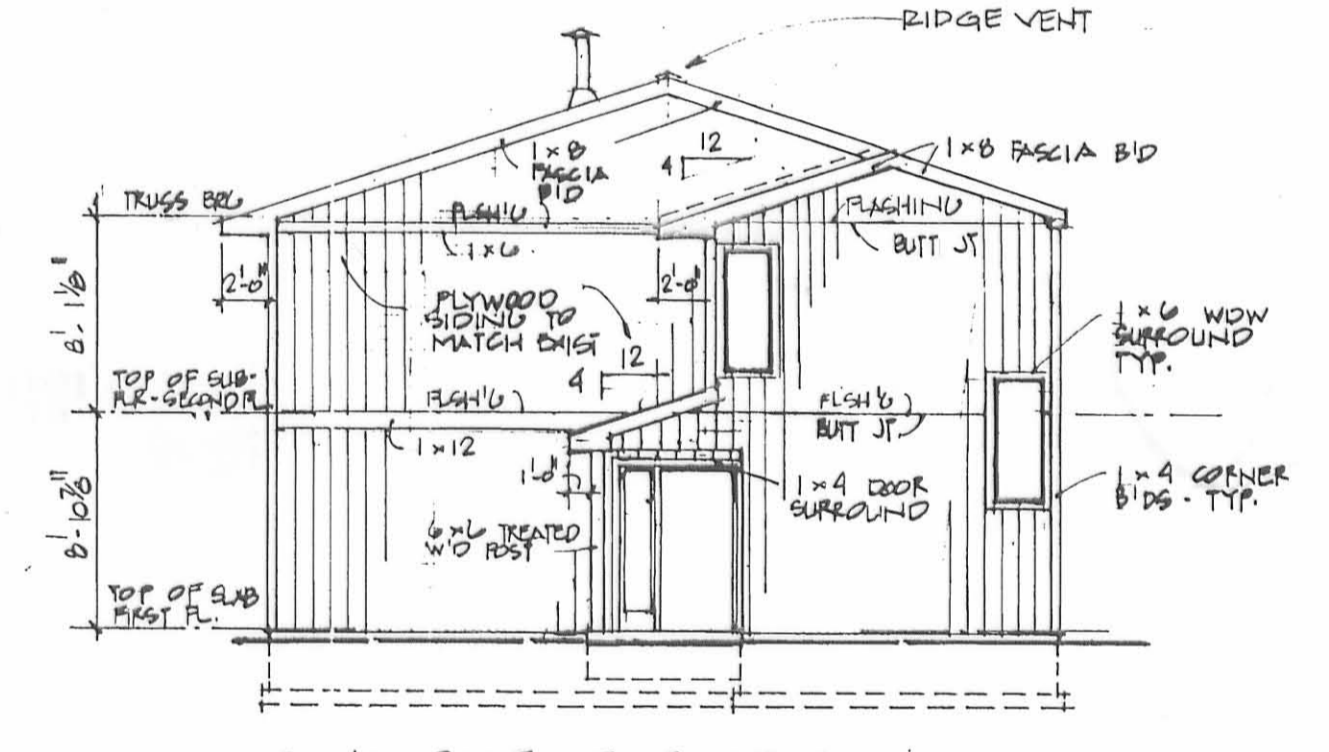 RIDGE VENT
1×8
FASCIA
B'D
12
4
1×8 FASCIA B'D
TRUSS BRG
FLSH'G
1×6
FLASHING
BUTT JT
2'-0"
2'-0"
8'-1 1/8"
PLYWOOD
SIDING TO
MATCH EXIST
1×6 WDW
SURROUND
TYP.
12
4
TOP OF SUB-
FLR-SECOND FL.
FLSH'G
FLSH'G
BUTT JT
1×12
1'-0"
1×4 DOOR
SURROUND
1×4 CORNER
B'DS - TYP.
8'-10 7/8"
6×6 TREATED
W'D POST
TOP OF SLAB
FIRST FL.